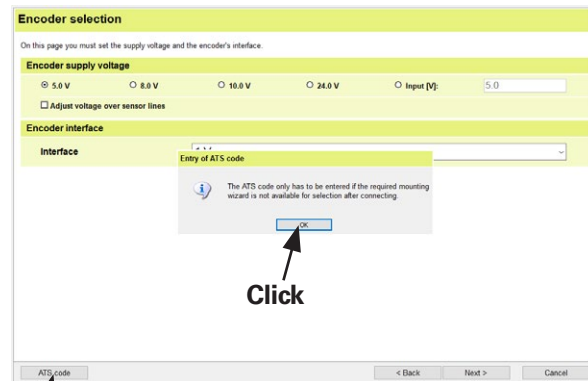 Encoder selection
On this page you must set the supply voltage and the encoder's interface.
Encoder supply voltage
5.0 V 8.0 V 10.0 V 24.0 V Input [V]: 5.0
Adjust voltage over sensor lines
Encoder interface
Interface
Entry of ATS code
The ATS code only has to be entered if the required mounting
wizard is not available for selection after connecting.
OK
Click
ATS code < Back Next > Cancel